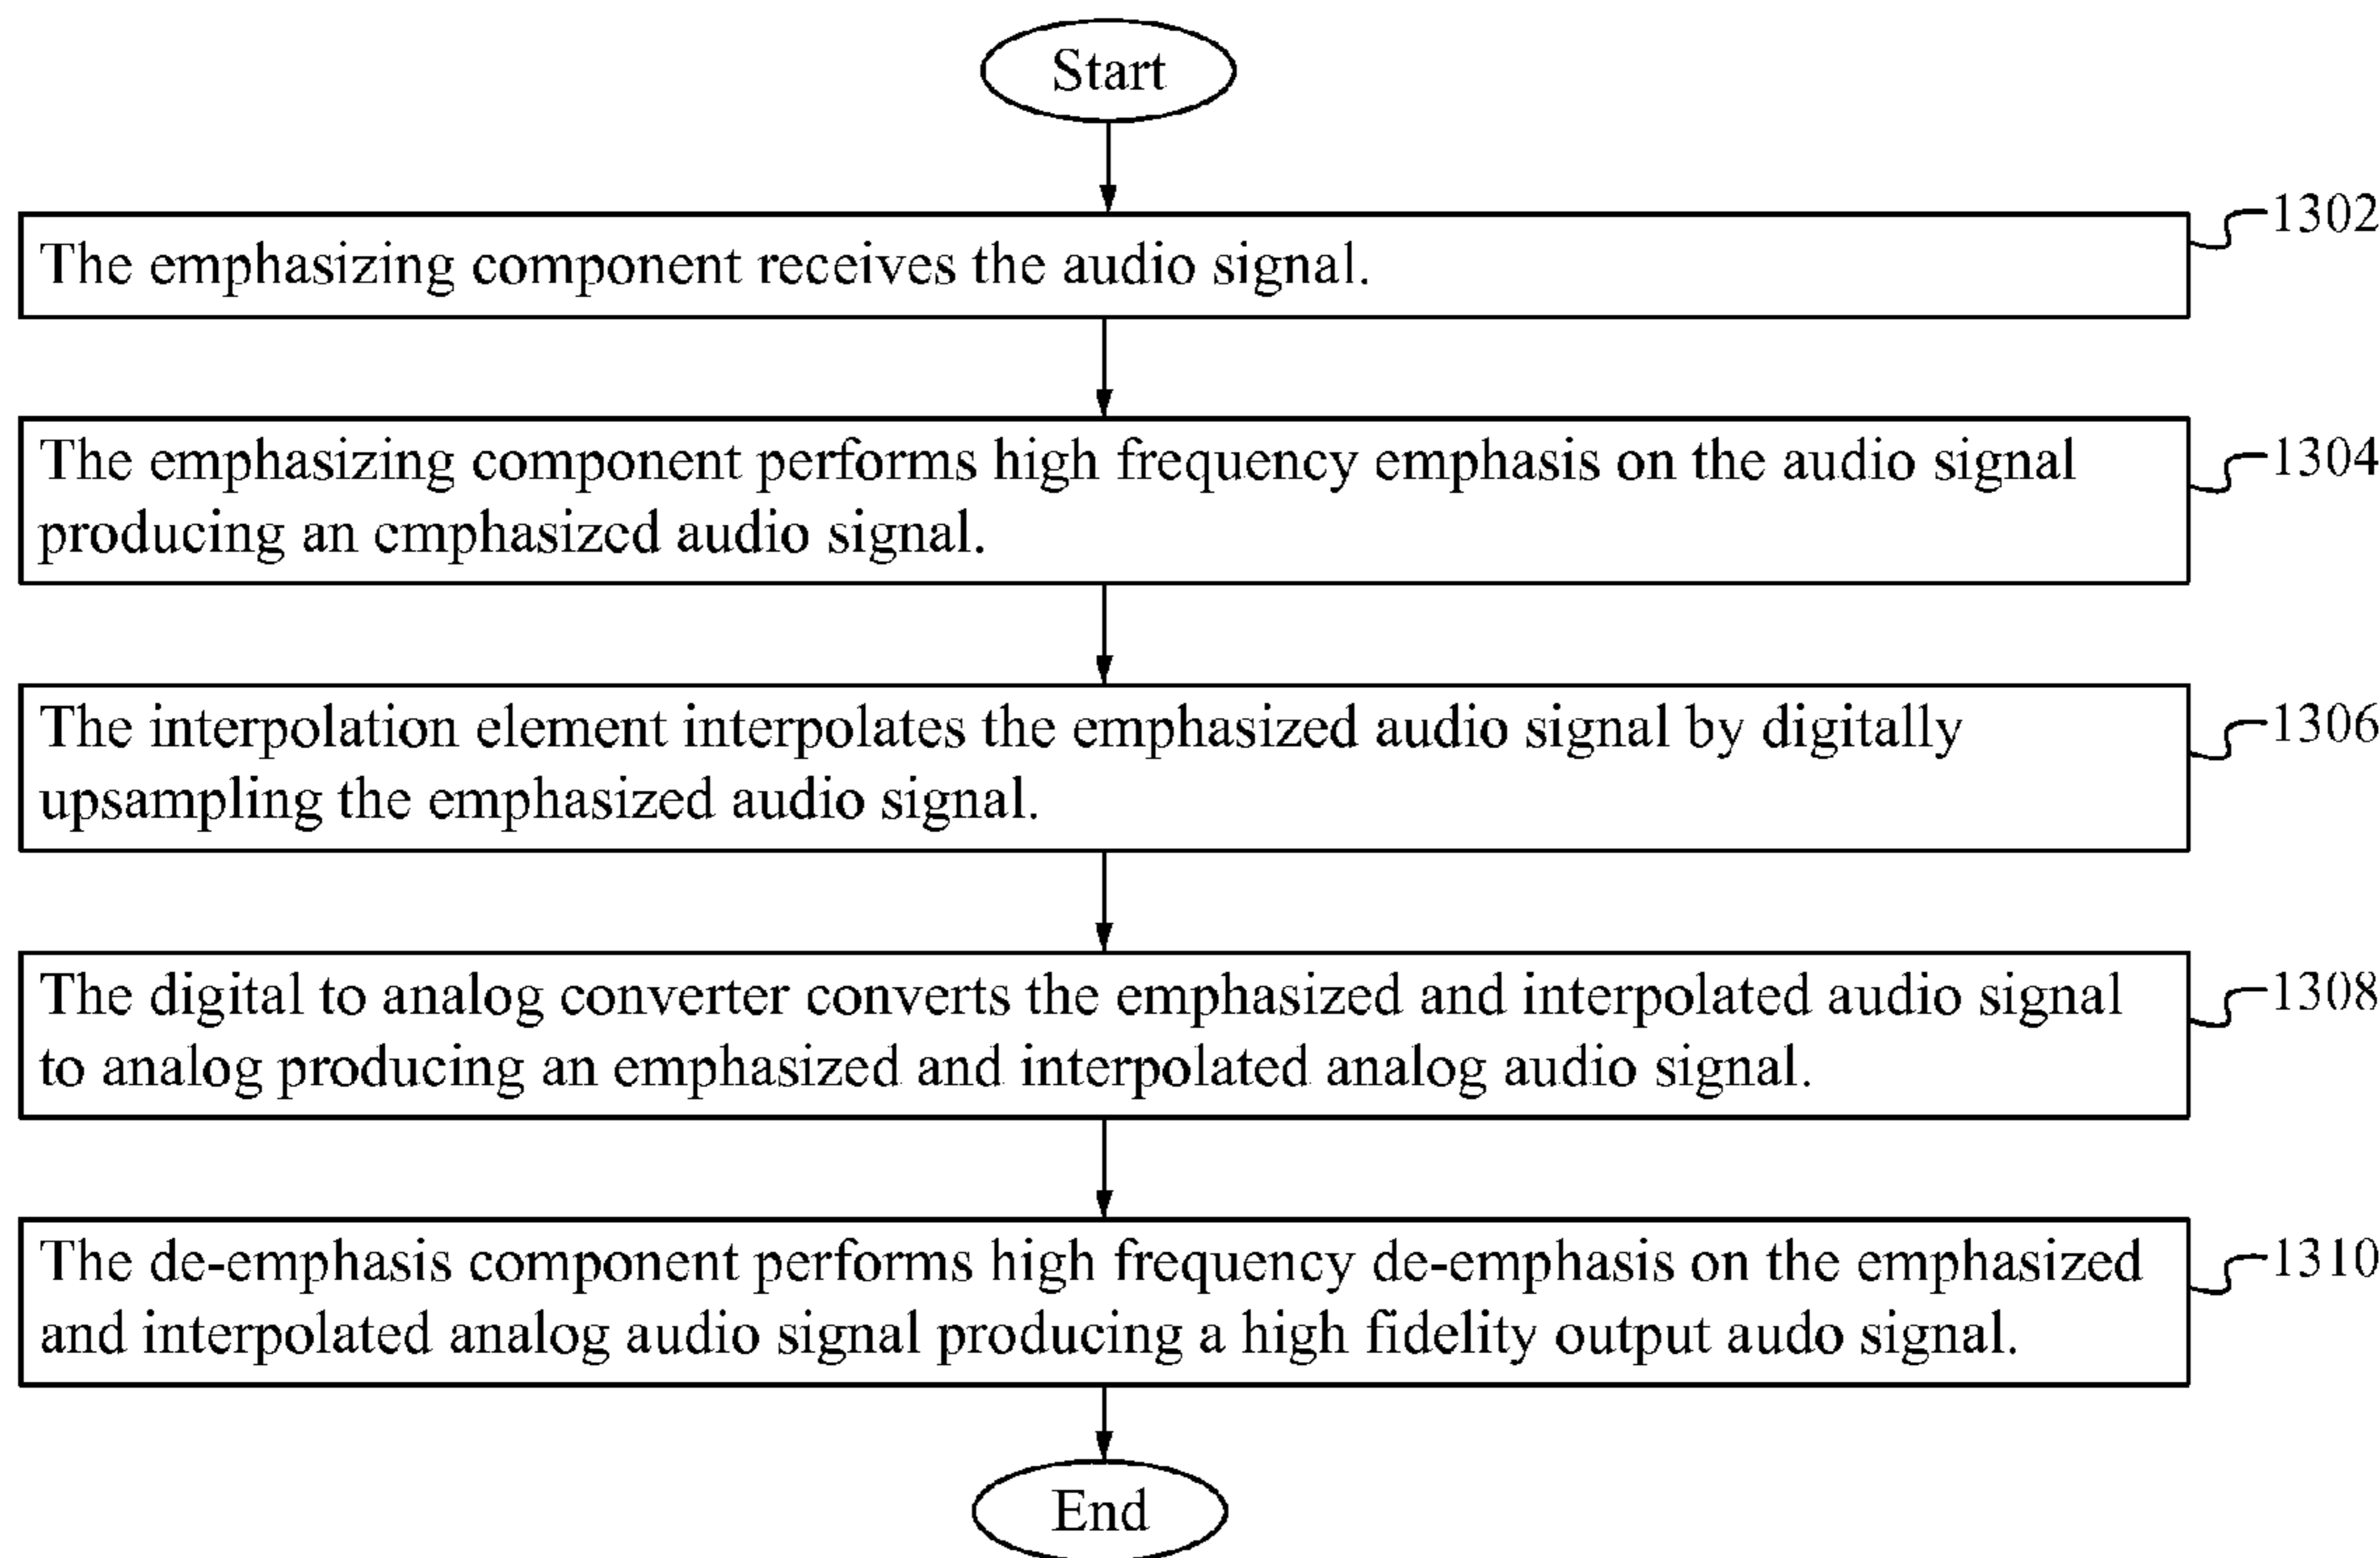 Start
1302
The emphasizing component receives the audio signal.
The emphasizing component performs high frequency emphasis on the audio signal
1304
producing an emphasized audio signal.
The interpolation element interpolates the emphasized audio signal by digitally
1306
upsampling the emphasized audio signal.
The digital to analog converter converts the emphasized and interpolated audio signal
1308
to analog producing an emphasized and interpolated analog audio signal.
The de-emphasis component performs high frequency de-emphasis on the emphasized
1310
and interpolated analog audio signal producing a high fidelity output audo signal.
End